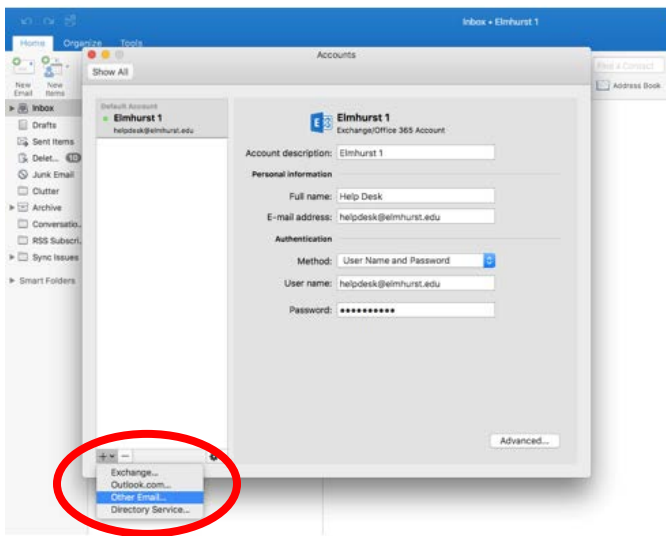 Inbox • Elmhurst 1
Home Organize Tools
Accounts
Show All
Find a Contact
Address Book
New Email
New Items
Inbox
Drafts
Sent Items
Delet... 10
Junk Email
Clutter
Archive
Conversatio..
RSS Subscri..
Sync Issues
Smart Folders
Default Account
Elmhurst 1
helpdesk@elmhurst.edu
Elmhurst 1
Exchange/Office 365 Account
Account description: Elmhurst 1
Personal information
Full name: Help Desk
E-mail address: helpdesk@elmhurst.edu
Authentication
Method: User Name and Password
User name: helpdesk@elmhurst.edu
Password: ●●●●●●●●●●
Advanced...
Exchange...
Outlook.com...
Other Email...
Directory Service...